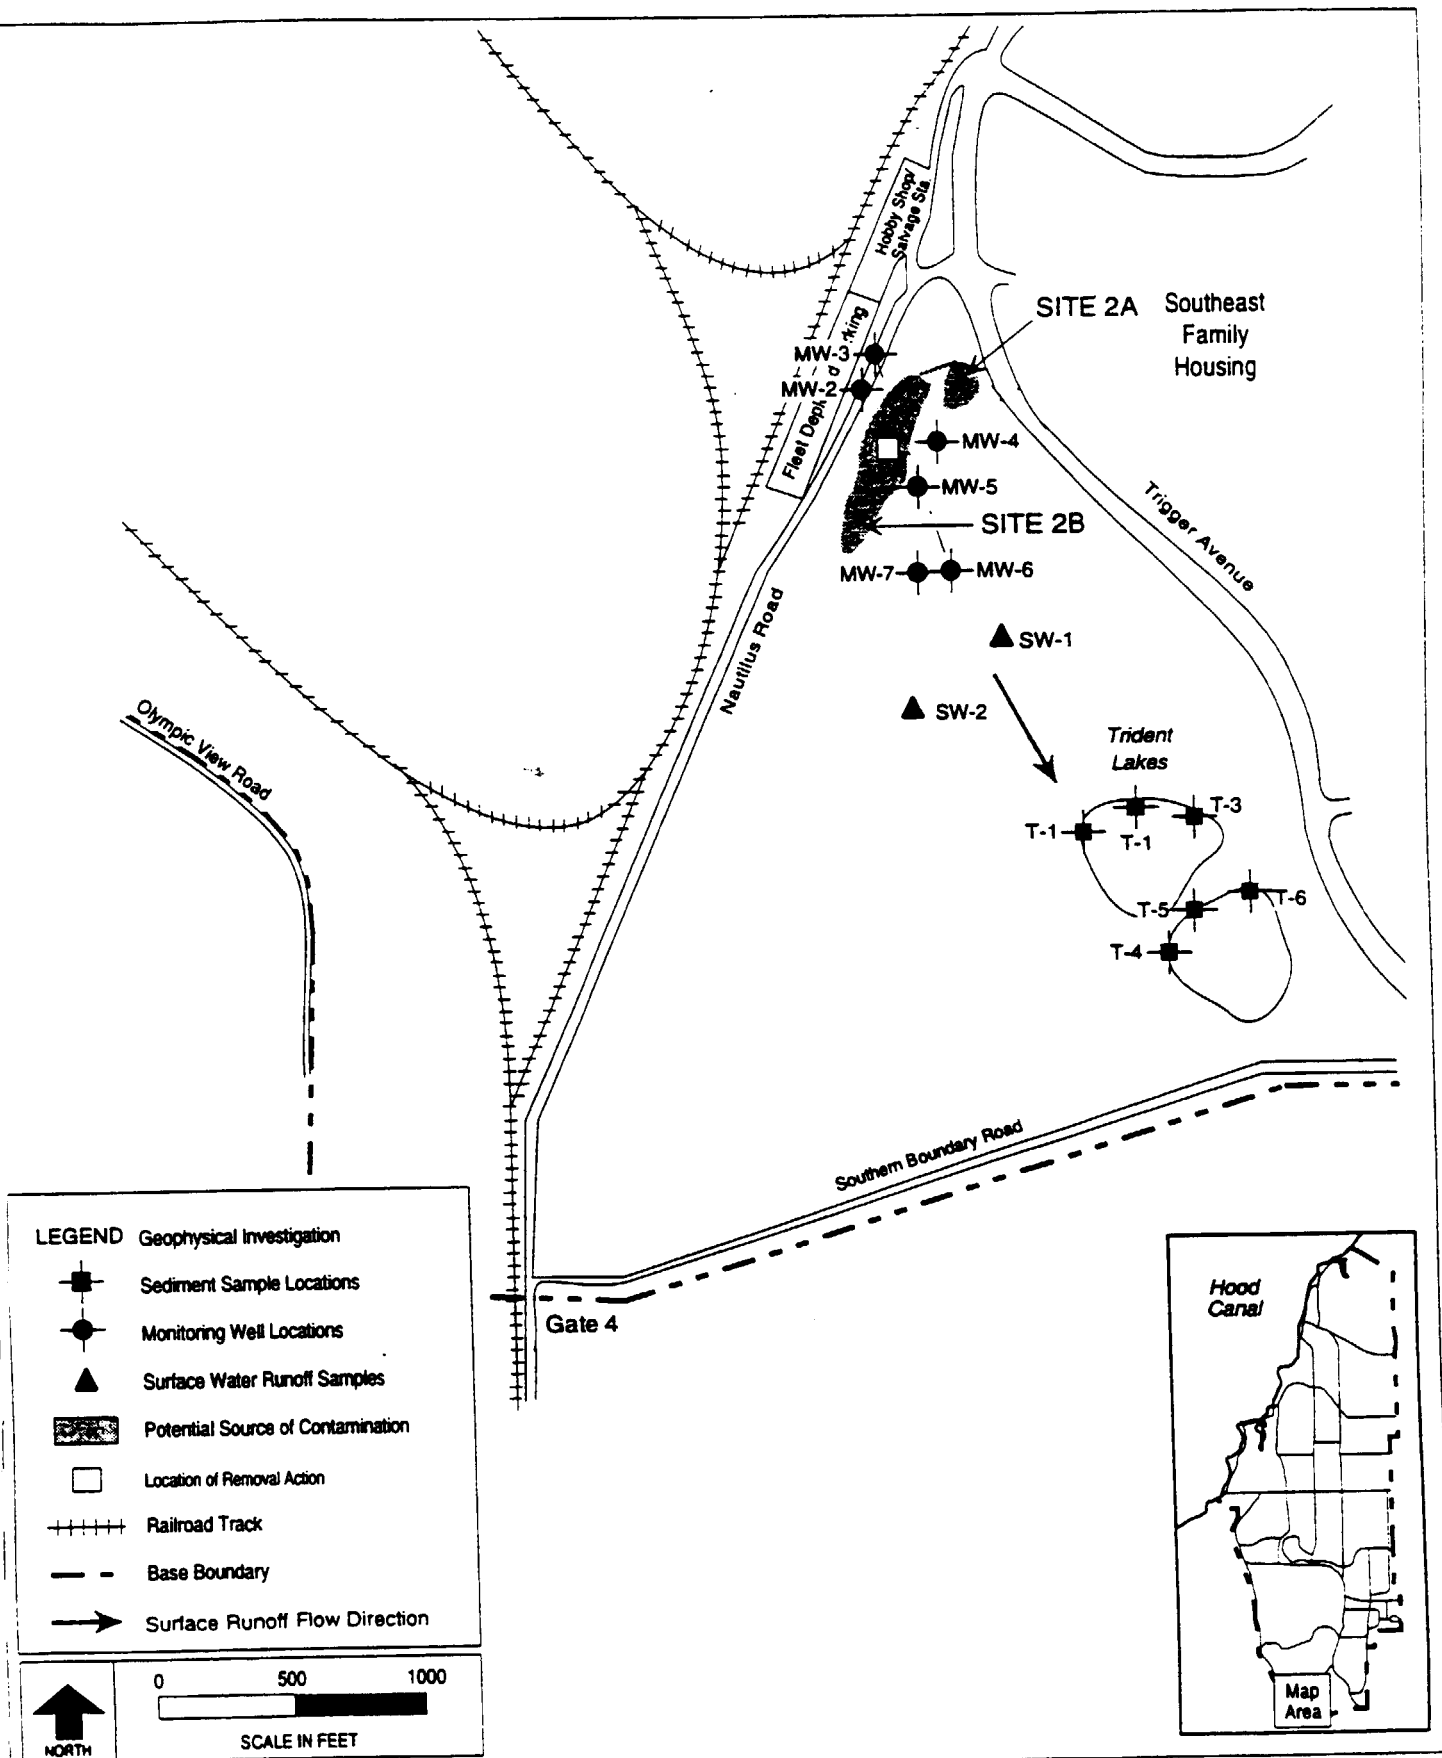 Hobby Shop/
Salvage Sta.
SITE 2A
Southeast
Family
Housing
MW-3
MW-2
Fleet Depl
d
rking
MW-4
MW-5
SITE 2B
MW-7
MW-6
Trigger Avenue
Nautilus Road
SW-1
SW-2
Olympic View Road
Trident
Lakes
T-1
T-1
T-3
T-5
T-6
T-4
Southern Boundary Road
Gate 4
LEGEND Geophysical Investigation
Sediment Sample Locations
Monitoring Well Locations
Surface Water Runoff Samples
Potential Source of Contamination
Location of Removal Action
Railroad Track
Base Boundary
Surface Runoff Flow Direction
NORTH
0 500 1000
SCALE IN FEET
Hood
Canal
Map
Area